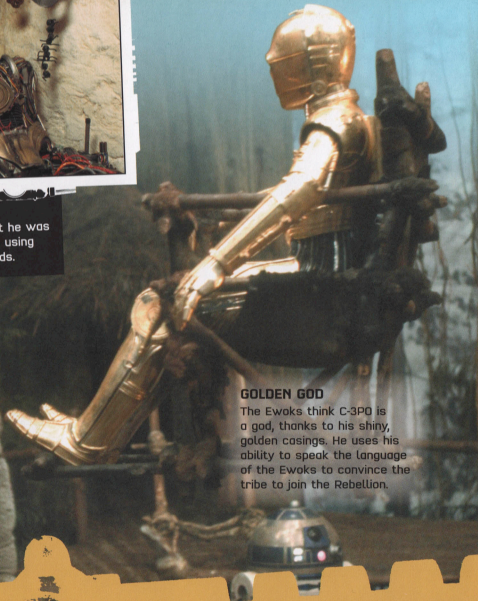 t he was
using
ds.
GOLDEN GOD
The Ewoks think C-3PO is
a god, thanks to his shiny,
golden casings. He uses his
ability to speak the language
of the Ewoks to convince the
tribe to join the Rebellion.